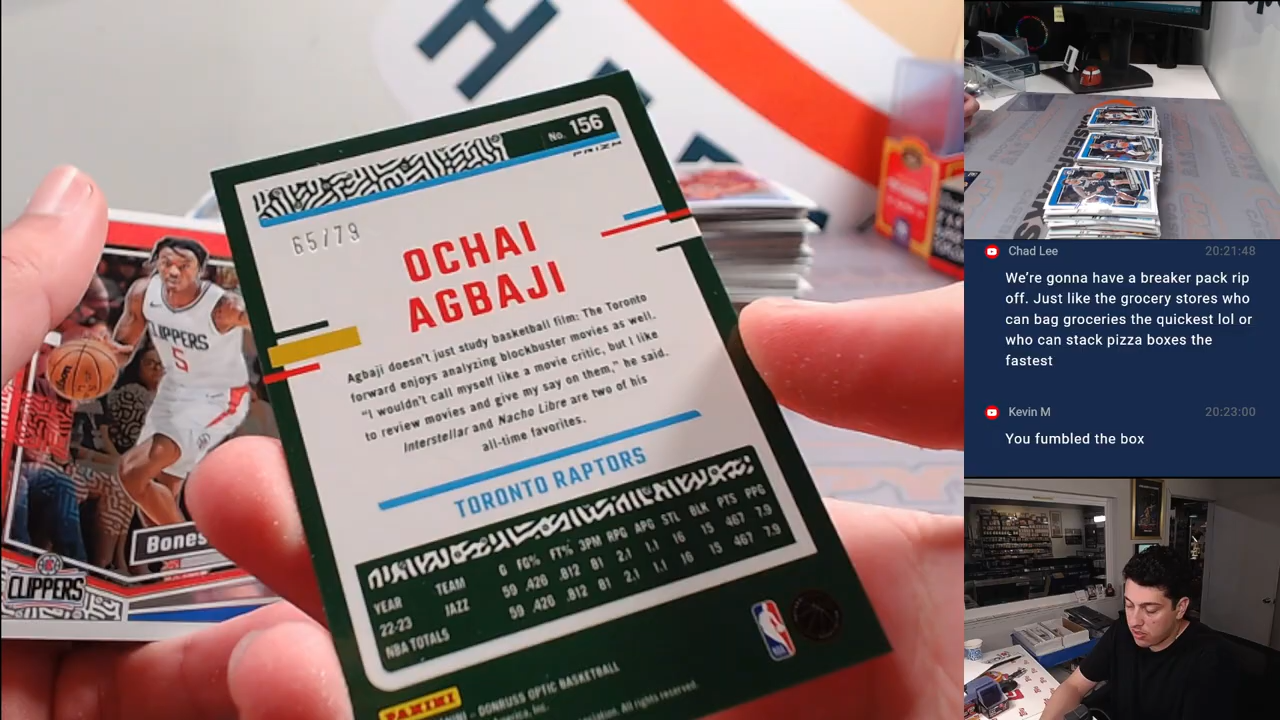 No. 156
PRIZM
65/79
OCHAI
AGBAJI
Agbaji doesn't just study basketball film: The Toronto
forward enjoys analyzing blockbuster movies as well.
"I wouldn't call myself like a movie critic, but I like
to review movies and give my say on them," he said.
Interstellar and Nacho Libre are two of his
all-time favorites.
TORONTO RAPTORS
YEAR TEAM G FG% FT% 3PM RPG APG STL BLK PTS PPG
22-23 JAZZ 59 .426 .812 81 2.1 1.1 16 15 467 7.9
NBA TOTALS 59 .426 .812 81 2.1 1.1 16 15 467 7.9
PANINI
- DONRUSS OPTIC BASKETBALL
America, Inc.
All rights reserved.
NBA
CLIPPERS
5
Bones
CLIPPERS
Chad Lee 20:21:48
We're gonna have a breaker pack rip
off. Just like the grocery stores who
can bag groceries the quickest lol or
who can stack pizza boxes the
fastest
Kevin M 20:23:00
You fumbled the box